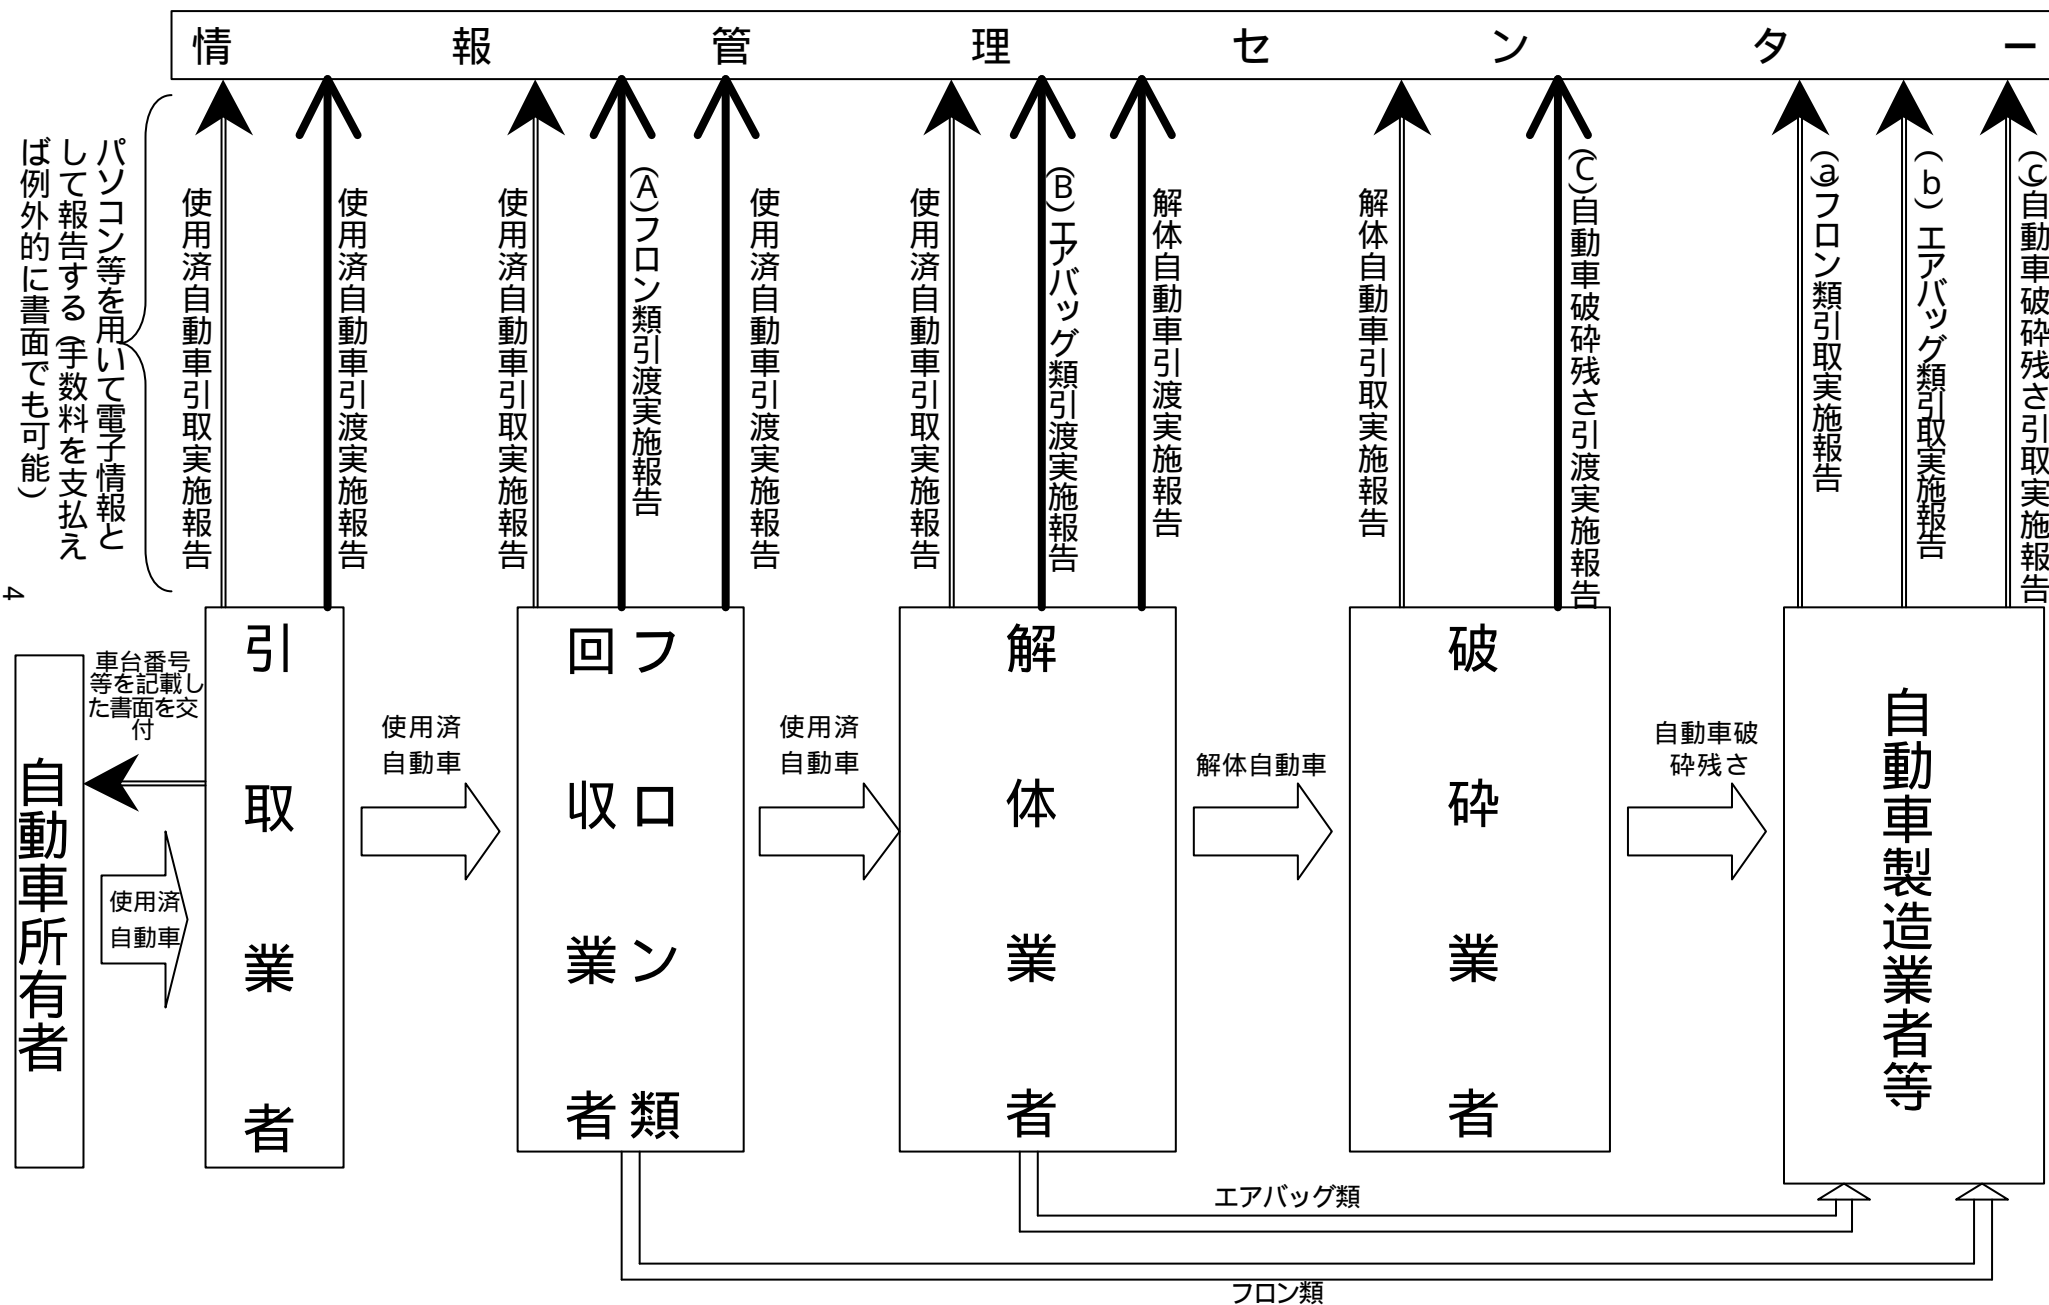 情報管理センター
パソコン等を用いて電子情報と
して報告する(手数料を支払え
ば例外的に書面でも可能)
使用済自動車引取実施報告
使用済自動車引渡実施報告
使用済自動車引取実施報告
(A)フロン類引渡実施報告
使用済自動車引渡実施報告
使用済自動車引取実施報告
(B)エアバッグ類引渡実施報告
解体自動車引渡実施報告
解体自動車引取実施報告
(C)自動車破砕残さ引渡実施報告
(a)フロン類引取実施報告
(b)エアバッグ類引取実施報告
(c)自動車破砕残さ引取実施報告
4
自動車所有者
車台番号
等を記載し
た書面を交
付
使用済
自動車
引取業者
使用済
自動車
フロン類
回収業者
使用済
自動車
解体業者
解体自動車
破砕業者
自動車破
砕残さ
自動車製造業者等
エアバッグ類
フロン類